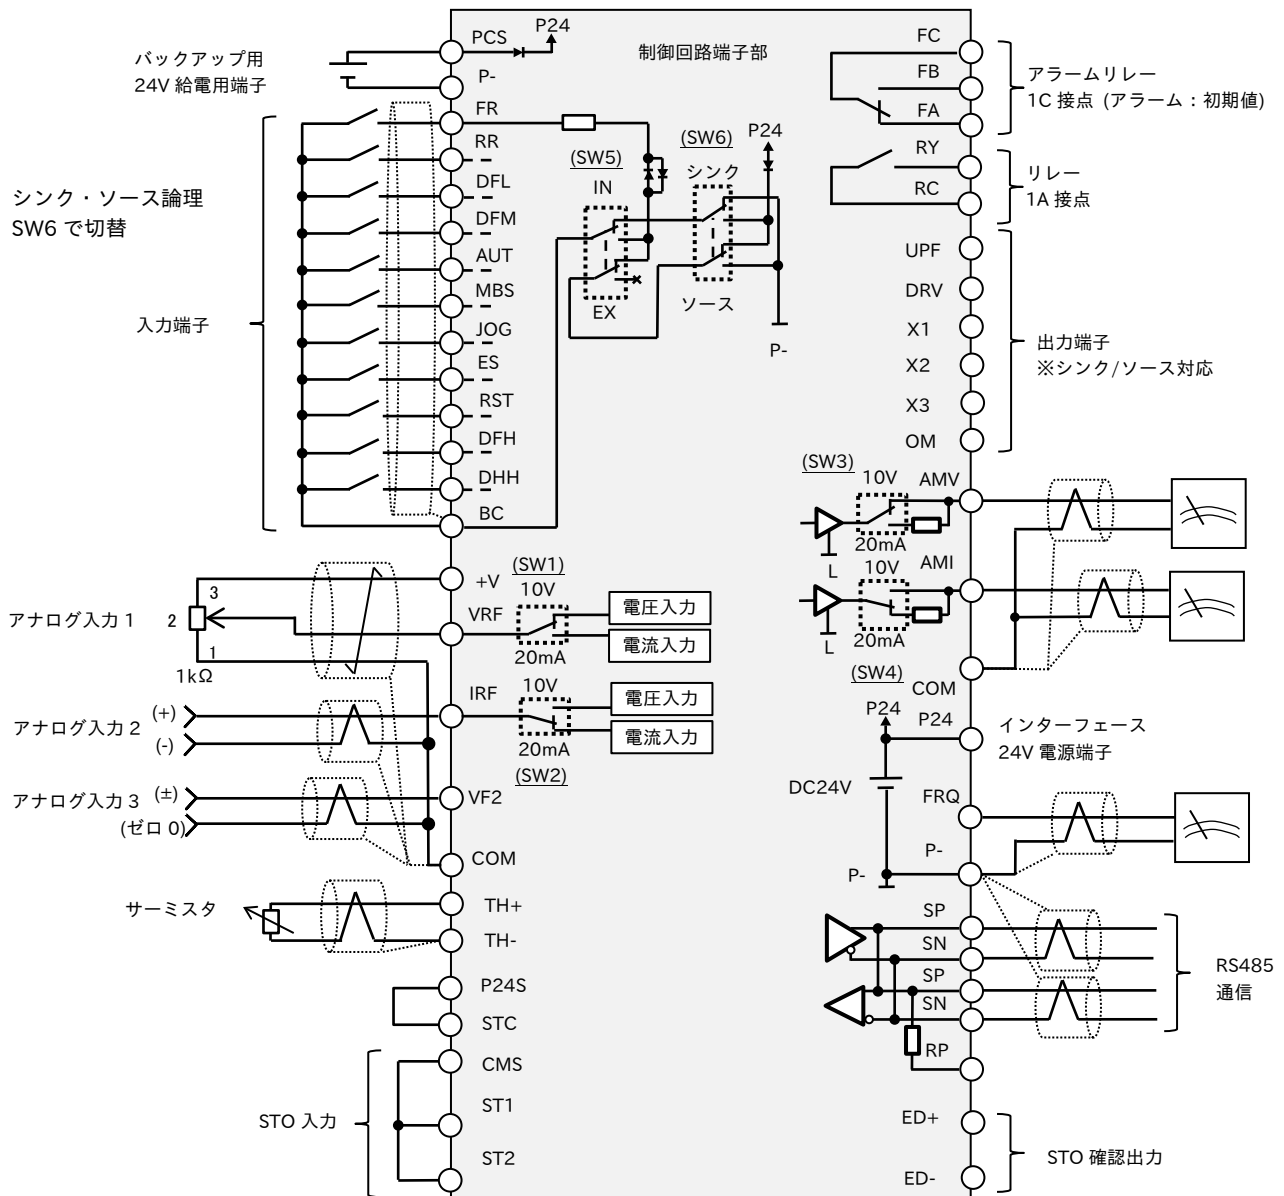 制御回路端子部
バックアップ用
24V 給電用端子
PCS
P24
P-
FR
RR
DFL
DFM
AUT
MBS
JOG
ES
RST
DFH
DHH
BC
シンク・ソース論理
SW6 で切替
入力端子
(SW5)
IN
EX
(SW6)
シンク
ソース
P24
P-
FC
FB
FA
アラームリレー
1C 接点 (アラーム：初期値)
RY
RC
リレー
1A 接点
UPF
DRV
X1
X2
X3
OM
出力端子
※シンク/ソース対応
(SW3)
10V
20mA
L
AMV
10V
20mA
L
AMI
(SW4)
COM
アナログ入力 1
3
2
1
1kΩ
+V
VRF
(SW1)
10V
20mA
電圧入力
電流入力
アナログ入力 2
(+)
(-)
IRF
10V
20mA
(SW2)
電圧入力
電流入力
アナログ入力 3
(±)
(ゼロ 0)
VF2
COM
サーミスタ
TH+
TH-
P24S
STC
STO 入力
CMS
ST1
ST2
P24
P24
インターフェース
24V 電源端子
DC24V
FRQ
P-
P-
SP
SN
SP
SN
RP
RS485
通信
ED+
ED-
STO 確認出力